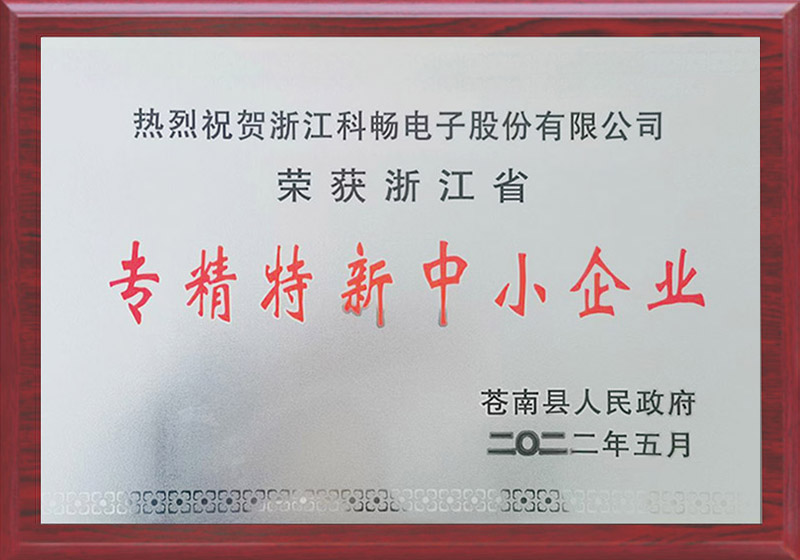 热烈祝贺浙江科畅电子股份有限公司
荣获浙江省
专精特新中小企业
苍南县人民政府
二〇二二年五月